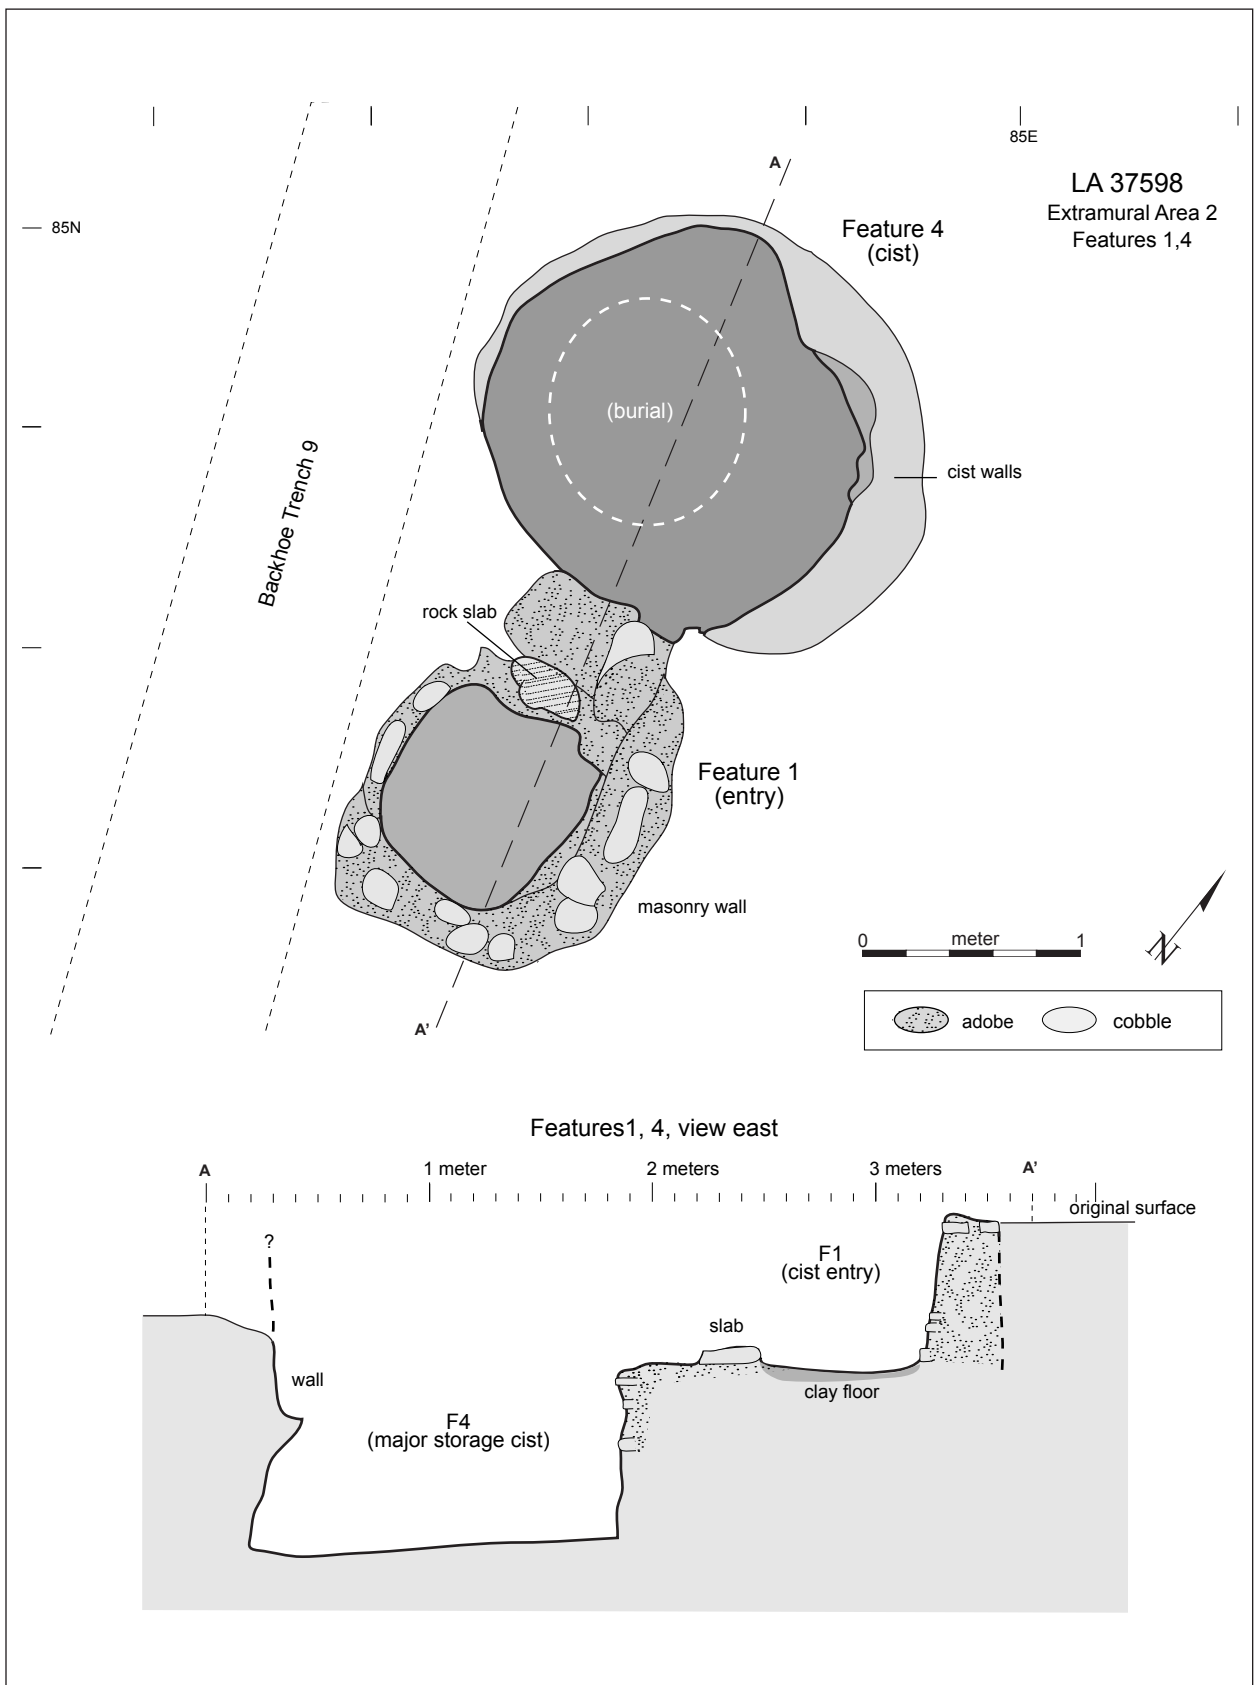 85E
A
LA 37598
Extramural Area 2
Features 1,4
85N
Feature 4
(cist)
(burial)
cist walls
Backhoe Trench 9
rock slab
Feature 1
(entry)
masonry wall
0 meter 1
N
A'
adobe cobble
Features1, 4, view east
A 1 meter 2 meters 3 meters A'
original surface
?
F1
(cist entry)
slab
wall
clay floor
F4
(major storage cist)